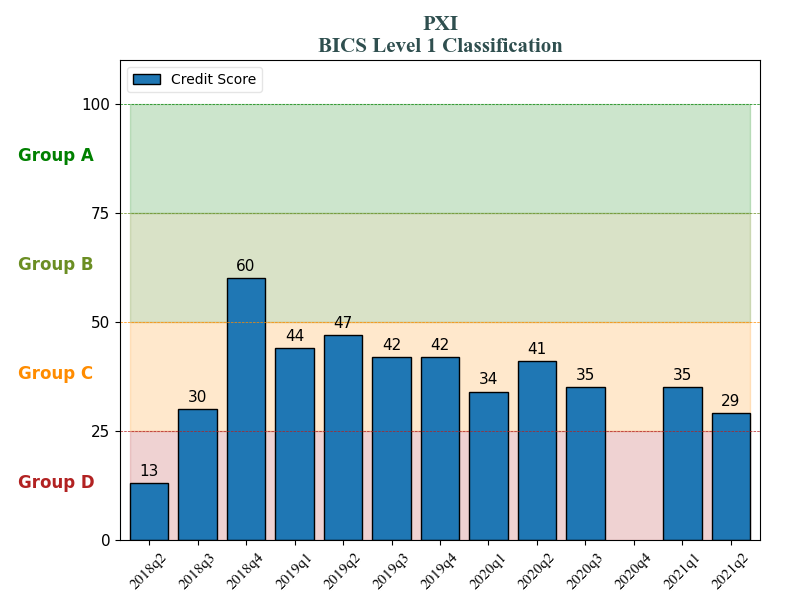 PXI
BICS Level 1 Classification
Credit Score
100
Group A
75
Group B
60
50
47
44
42
42
41
Group C
35
35
34
30
29
25
Group D
13
0
2018q2
2018q3
2018q4
2019q1
2019q2
2019q3
2019q4
2020q1
2020q2
2020q3
2020q4
2021q1
2021q2